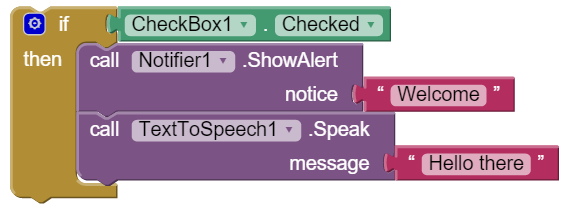 if CheckBox1 . Checked
then call Notifier1 .ShowAlert
notice “ Welcome ”
call TextToSpeech1 .Speak
message “ Hello there ”